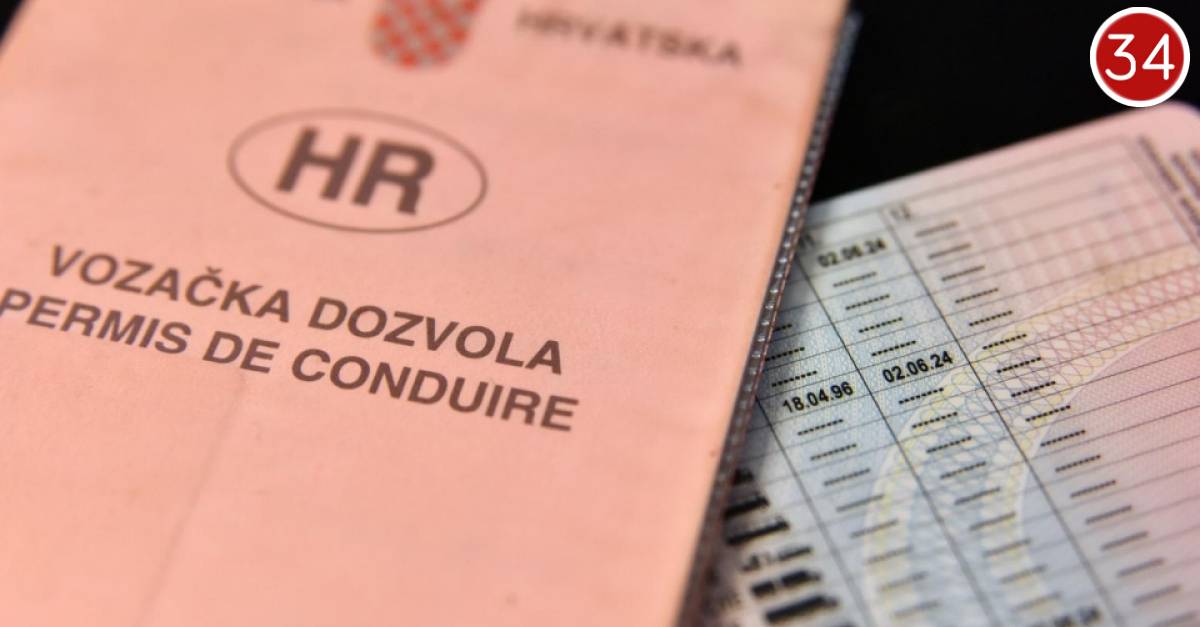 HRVATSKA
HR
VOZAČKA DOZVOLA
PERMIS DE CONDUIRE
34
12
02.06.24
02.06.24
18.04.96